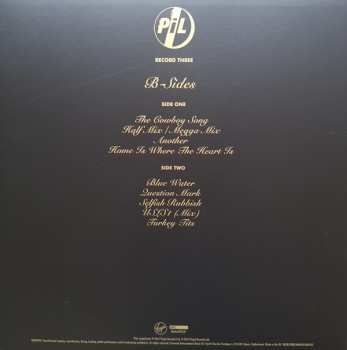 PiL
RECORD THREE
B-Sides
SIDE ONE
The Cowboy Song
Half Mix / Megga Mix
Another
Home Is Where The Heart Is
SIDE TWO
Blue Water
Question Mark
Selfish Rubbish
USLS1 (Mix)
Turkey Tits